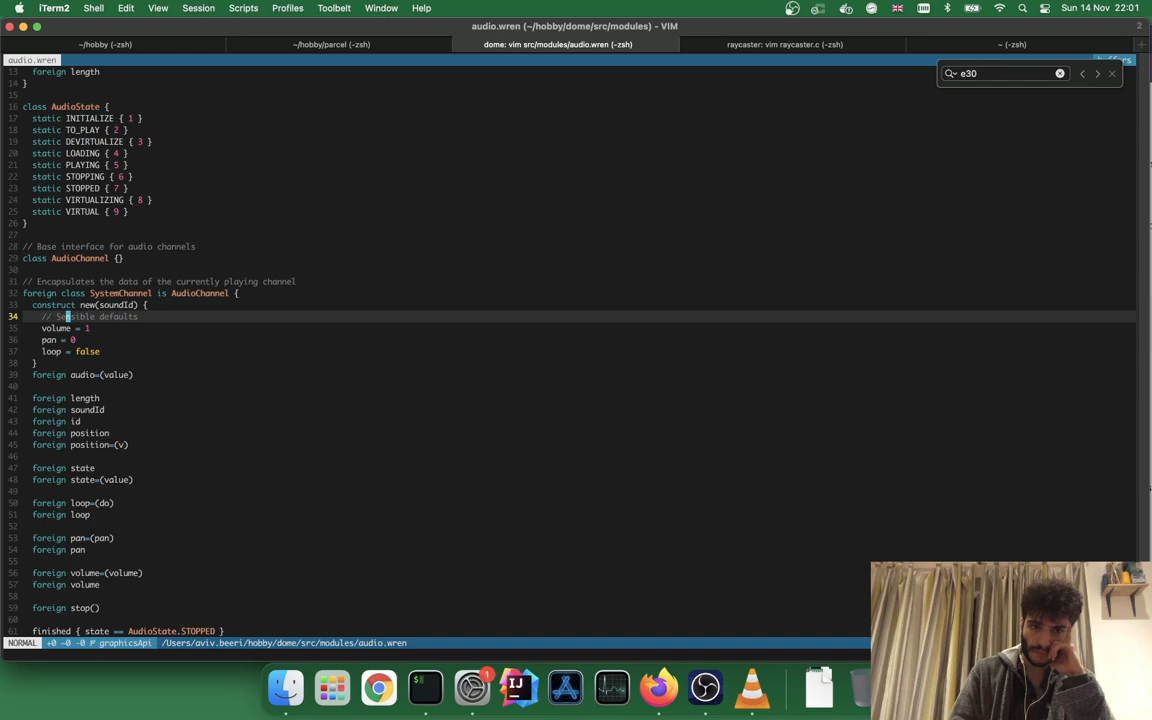 iTerm2 Shell Edit View Session Scripts Profiles Toolbelt Window Help Sun 14 Nov 22:01
audio.wren (~/hobby/dome/src/modules) - VIM 2
~/hobby (-zsh) ~/hobby/parcel (-zsh) dome: vim src/modules/audio.wren (-zsh) raycaster: vim raycaster.c (-zsh) ~ (-zsh)
audio.wren
e30
13 foreign length
14 }
15
16 class AudioState {
17 static INITIALIZE { 1 }
18 static TO_PLAY { 2 }
19 static DEVIRTUALIZE { 3 }
20 static LOADING { 4 }
21 static PLAYING { 5 }
22 static STOPPING { 6 }
23 static STOPPED { 7 }
24 static VIRTUALIZING { 8 }
25 static VIRTUAL { 9 }
26 }
27
28 // Base interface for audio channels
29 class AudioChannel {}
30
31 // Encapsulates the data of the currently playing channel
32 foreign class SystemChannel is AudioChannel {
33 construct new(soundId) {
34 // Sensible defaults
35 volume = 1
36 pan = 0
37 loop = false
38 }
39 foreign audio=(value)
40
41 foreign length
42 foreign soundId
43 foreign id
44 foreign position
45 foreign position=(v)
46
47 foreign state
48 foreign state=(value)
49
50 foreign loop=(do)
51 foreign loop
52
53 foreign pan=(pan)
54 foreign pan
55
56 foreign volume=(volume)
57 foreign volume
58
59 foreign stop()
60
61 finished { state == AudioState.STOPPED }
NORMAL +0 ~0 -0 graphicsApi /Users/aviv.beeri/hobby/dome/src/modules/audio.wren
$
1
IJ